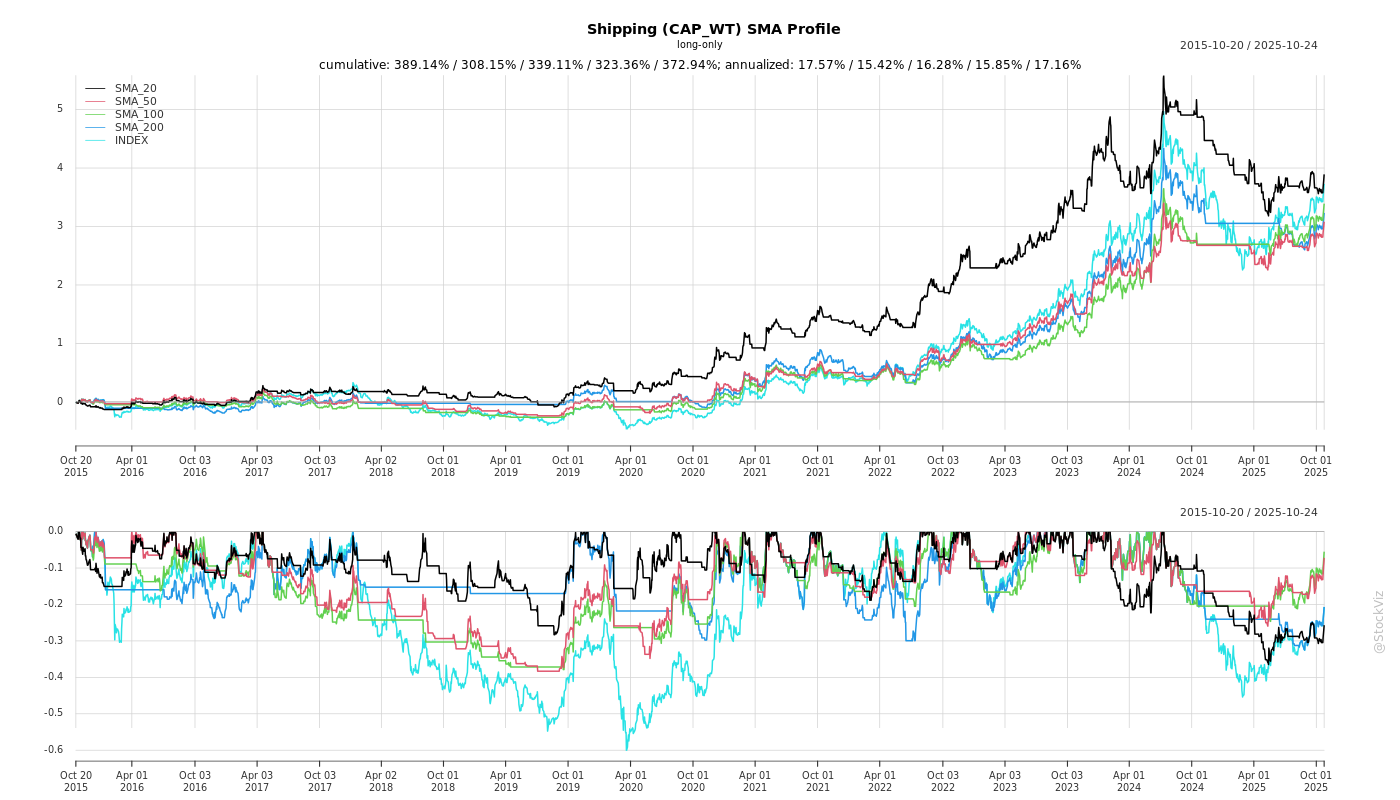 Shipping (CAP_WT) SMA Profile
long-only
2015-10-20 / 2025-10-24
cumulative: 389.14% / 308.15% / 339.11% / 323.36% / 372.94%; annualized: 17.57% / 15.42% / 16.28% / 15.85% / 17.16%
SMA_20
SMA_50
SMA_100
SMA_200
INDEX
5
4
3
2
1
0
Oct 20 Apr 01 Oct 03 Apr 03 Oct 03 Apr 02 Oct 01 Apr 01 Oct 01 Apr 01 Oct 01 Apr 01 Oct 01 Apr 01 Oct 03 Apr 03 Oct 03 Apr 01 Oct 01 Apr 01 Oct 01
2015 2016 2016 2017 2017 2018 2018 2019 2019 2020 2020 2021 2021 2022 2022 2023 2023 2024 2024 2025 2025
2015-10-20 / 2025-10-24
0.0
-0.1
-0.2
-0.3
-0.4
-0.5
-0.6
Oct 20 Apr 01 Oct 03 Apr 03 Oct 03 Apr 02 Oct 01 Apr 01 Oct 01 Apr 01 Oct 01 Apr 01 Oct 01 Apr 01 Oct 03 Apr 03 Oct 03 Apr 01 Oct 01 Apr 01 Oct 01
2015 2016 2016 2017 2017 2018 2018 2019 2019 2020 2020 2021 2021 2022 2022 2023 2023 2024 2024 2025 2025
@StockViz